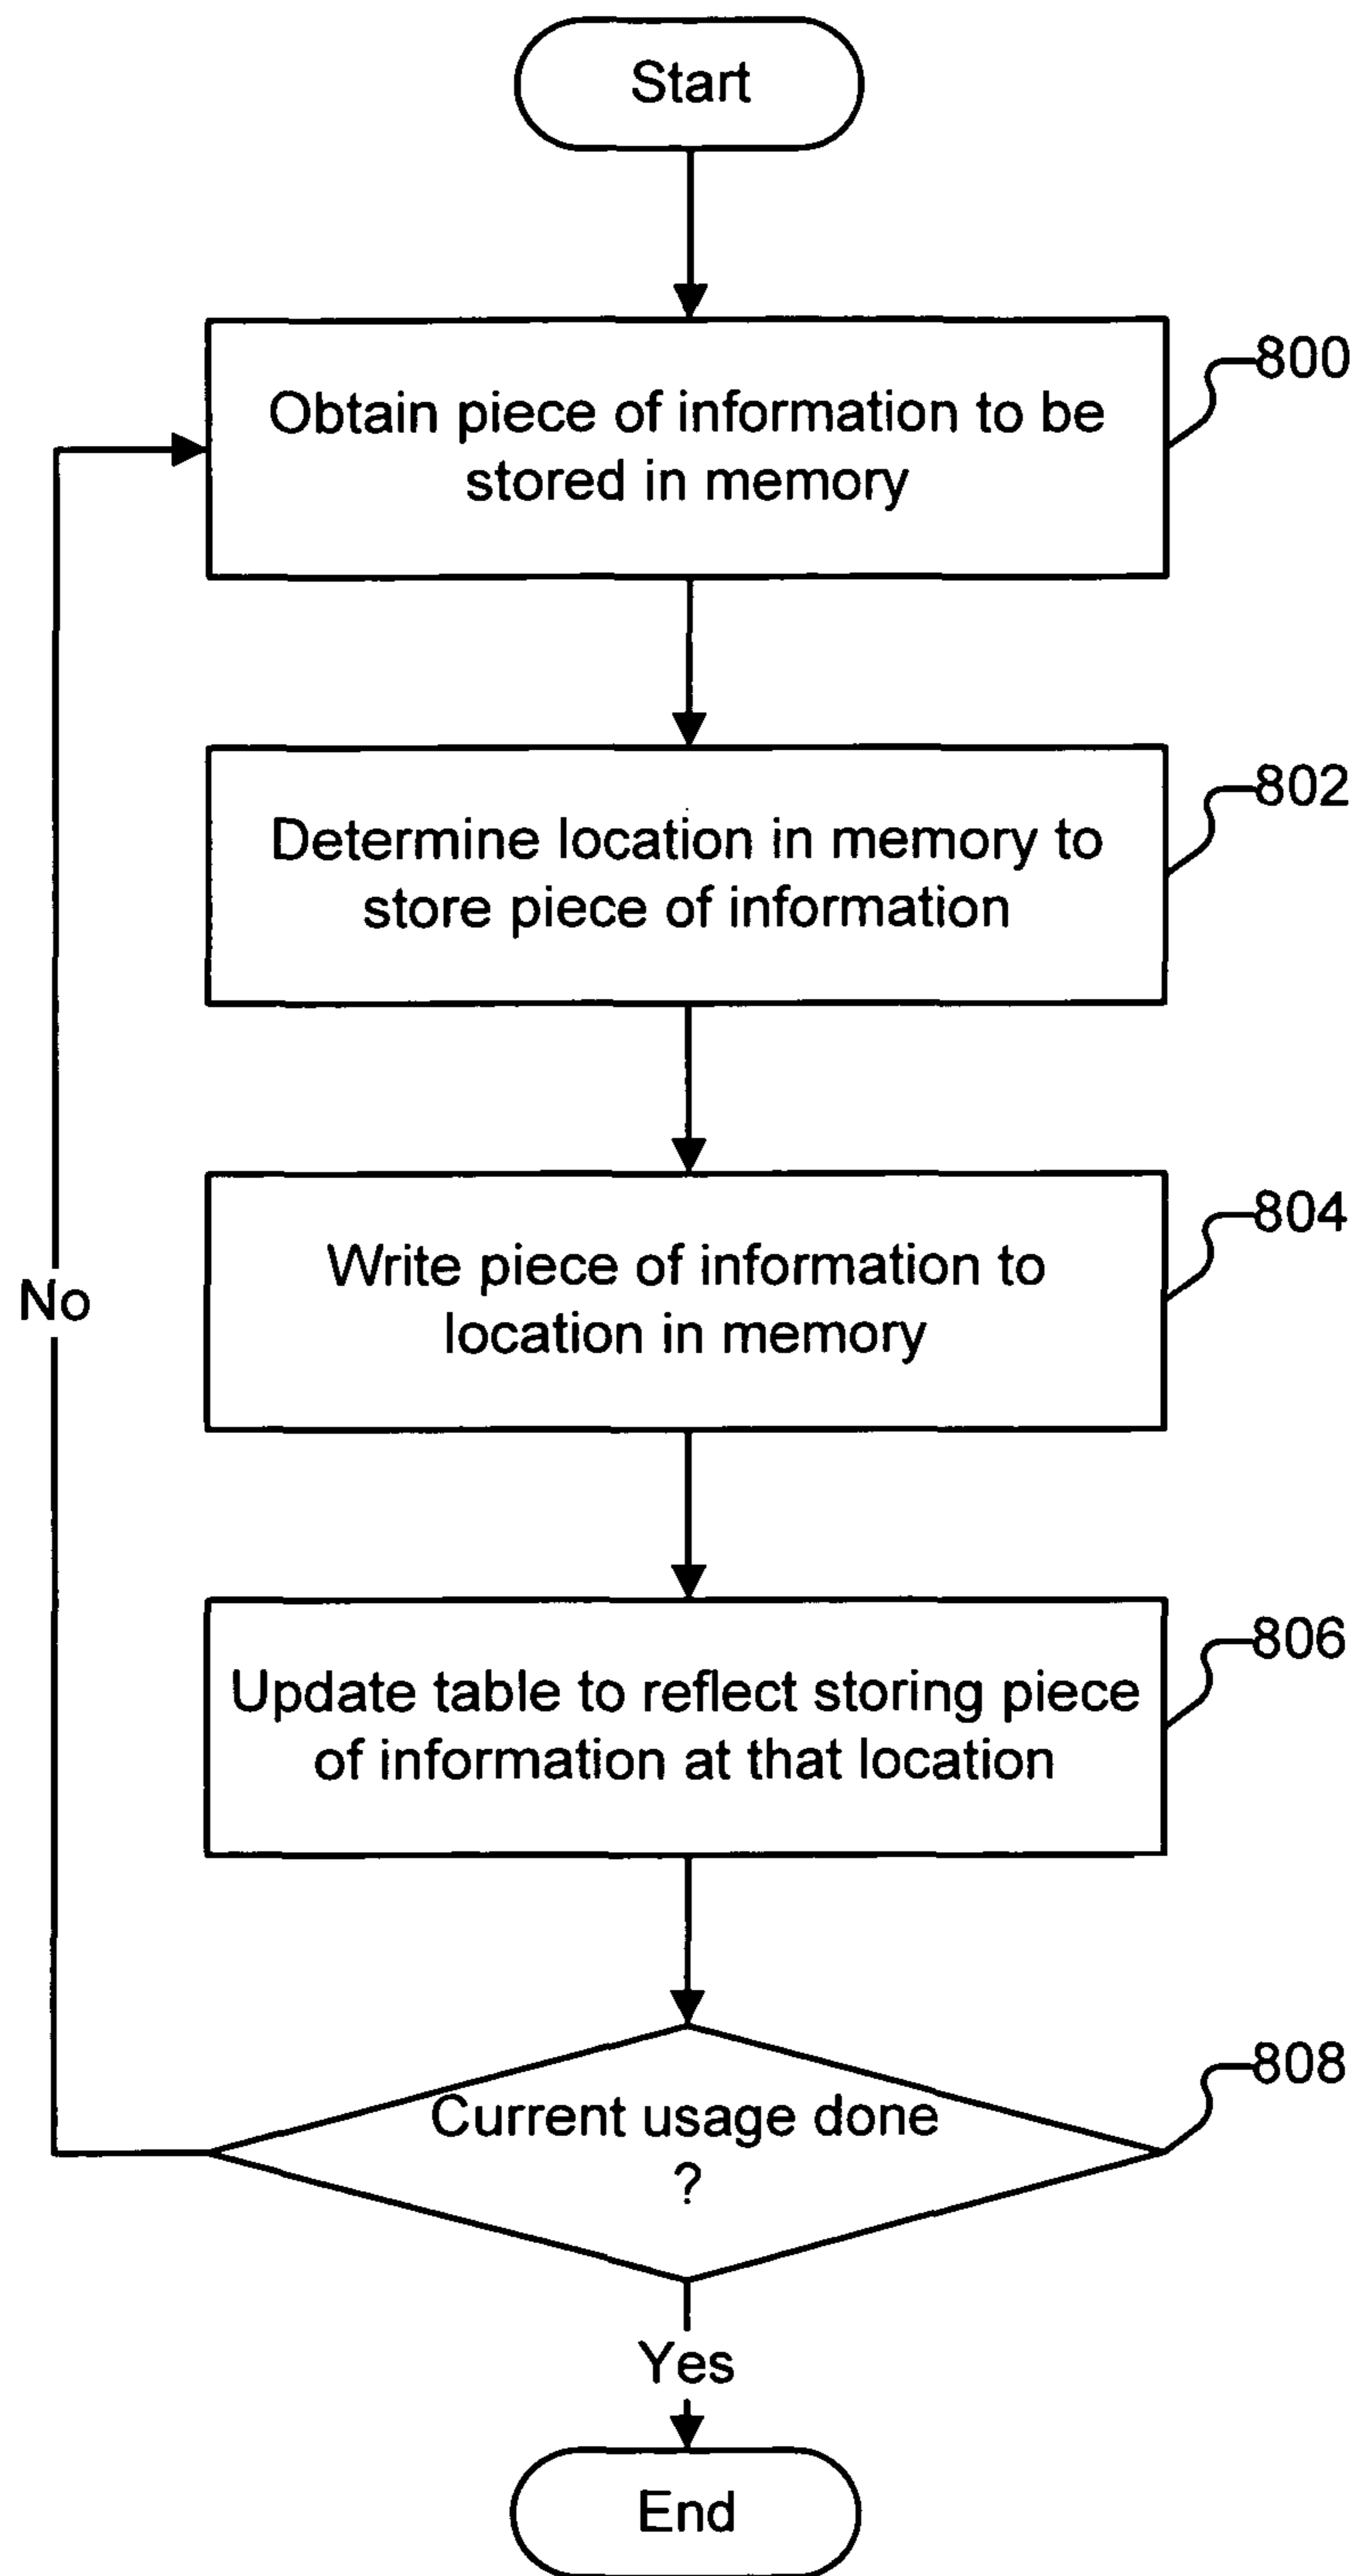 Start
Obtain piece of information to be
stored in memory
800
Determine location in memory to
store piece of information
802
Write piece of information to
location in memory
804
No
Update table to reflect storing piece
of information at that location
806
Current usage done
?
808
Yes
End